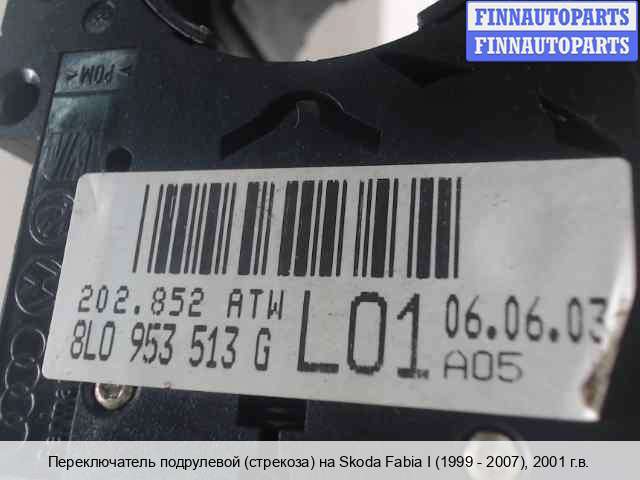 FINNAUTOPARTS
FINNAUTOPARTS
>POM<
202.852 ATW
8L0 953 513 G
L01
06.06.03
A05
Переключатель подрулевой (стрекоза) на Skoda Fabia I (1999 - 2007), 2001 г.в.